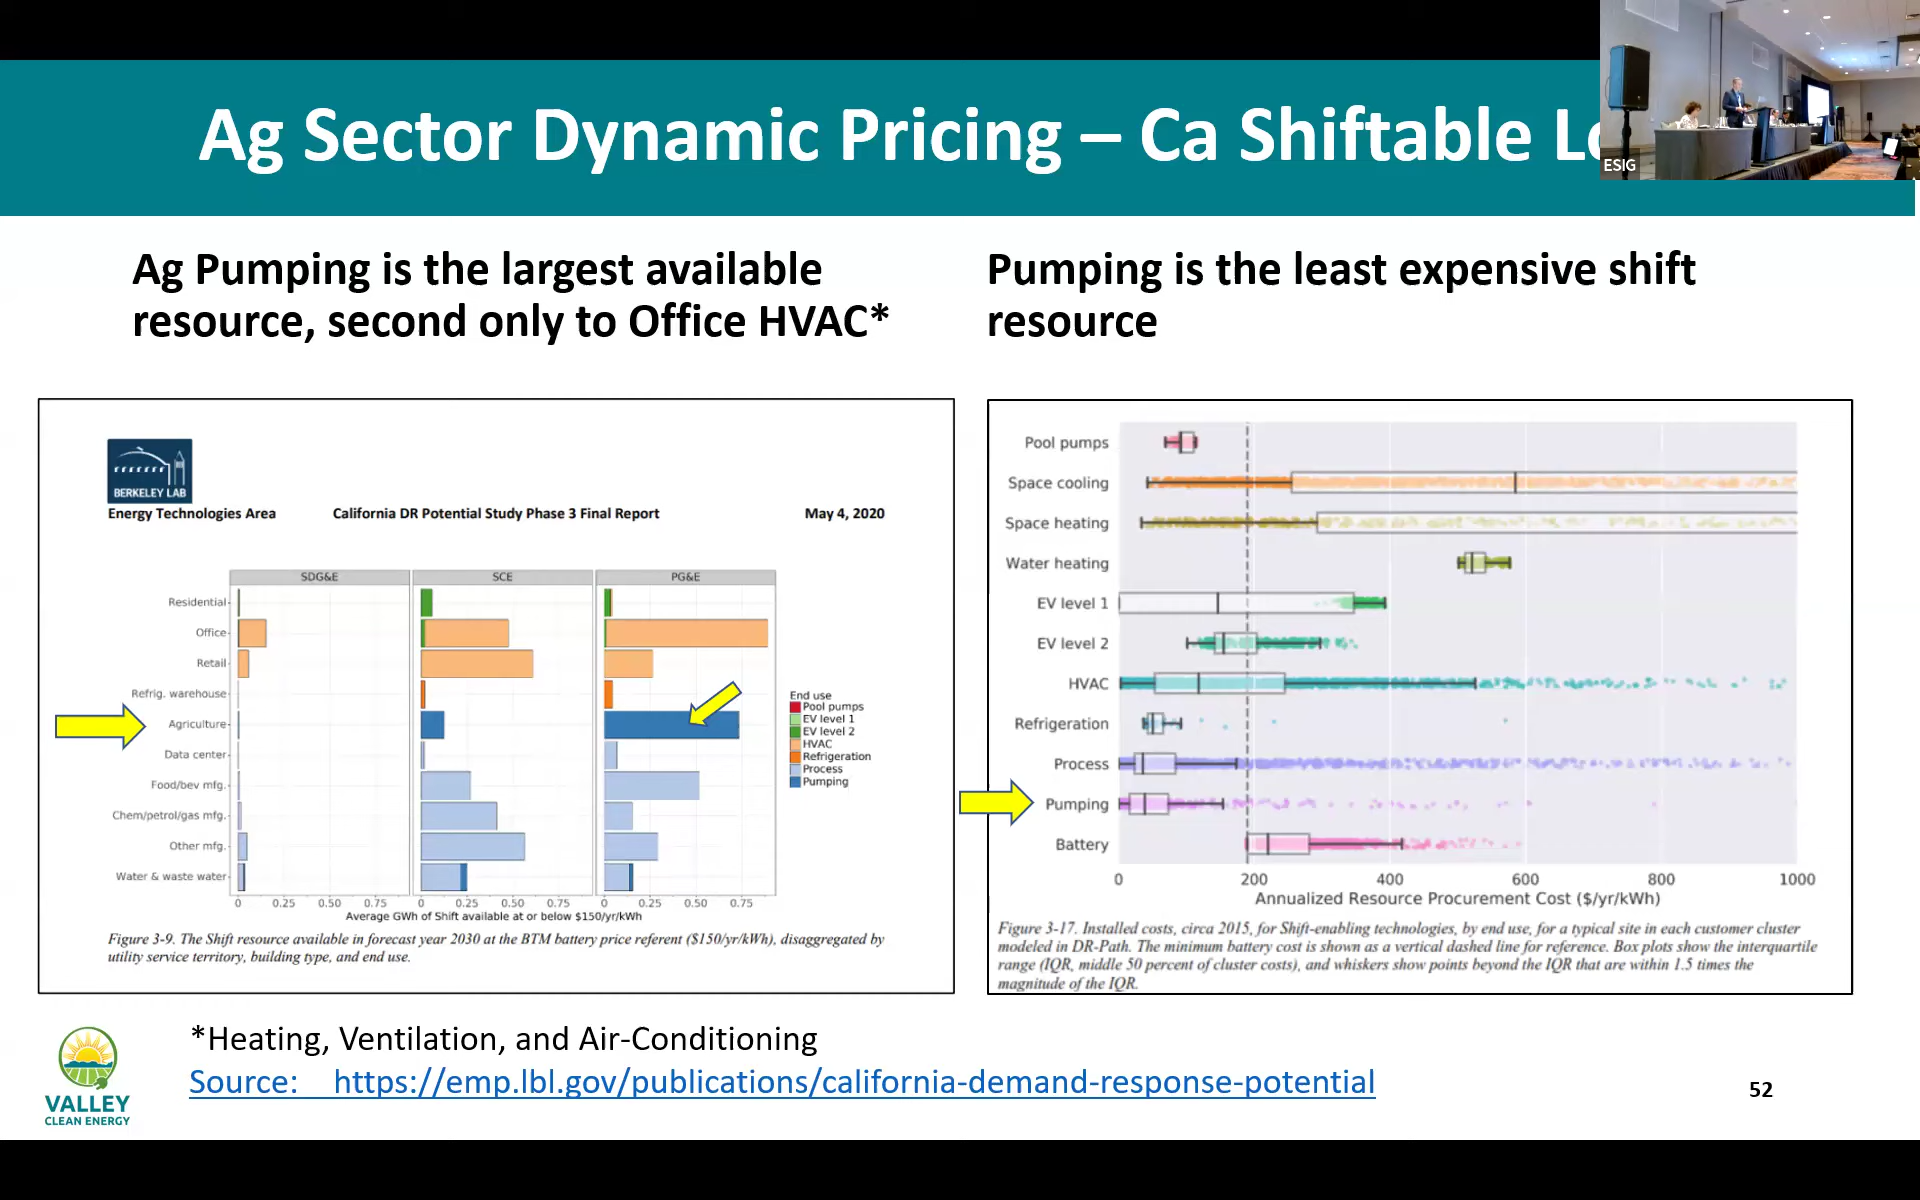 Ag Sector Dynamic Pricing – Ca Shiftable Lo
ESIG
Ag Pumping is the largest available
resource, second only to Office HVAC*
Pumping is the least expensive shift
resource
BERKELEY LAB
Energy Technologies Area
California DR Potential Study Phase 3 Final Report
May 4, 2020
SDG&E
SCE
PG&E
Residential
Office
Retail
Refrig. warehouse
Agriculture
Data center
Food/bev mfg.
Chem/petrol/gas mfg.
Other mfg.
Water & waste water
0 0.25 0.50 0.75
0 0.25 0.50 0.75
0 0.25 0.50 0.75
Average GWh of Shift available at or below $150/yr/kWh
End use
Pool pumps
EV level 1
EV level 2
HVAC
Refrigeration
Process
Pumping
Figure 3-9. The Shift resource available in forecast year 2030 at the BTM battery price referent ($150/yr/kWh), disaggregated by
utility service territory, building type, and end use.
Pool pumps
Space cooling
Space heating
Water heating
EV level 1
EV level 2
HVAC
Refrigeration
Process
Pumping
Battery
0 200 400 600 800 1000
Annualized Resource Procurement Cost ($/yr/kWh)
Figure 3-17. Installed costs, circa 2015, for Shift-enabling technologies, by end use, for a typical site in each customer cluster
modeled in DR-Path. The minimum battery cost is shown as a vertical dashed line for reference. Box plots show the interquartile
range (IQR, middle 50 percent of cluster costs), and whiskers show points beyond the IQR that are within 1.5 times the
magnitude of the IQR.
*Heating, Ventilation, and Air-Conditioning
Source: https://emp.lbl.gov/publications/california-demand-response-potential
VALLEY
CLEAN ENERGY
52